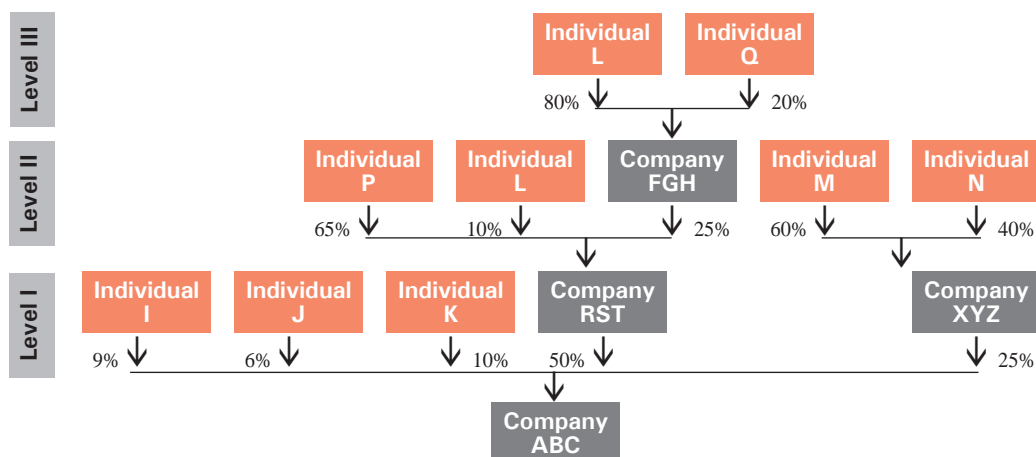 Level III
Individual
L
Individual
Q
80%
20%
Level II
Individual
P
Individual
L
Company
FGH
Individual
M
Individual
N
65%
10%
25%
60%
40%
Level I
Individual
I
Individual
J
Individual
K
Company
RST
Company
XYZ
9%
6%
10%
50%
25%
Company
ABC